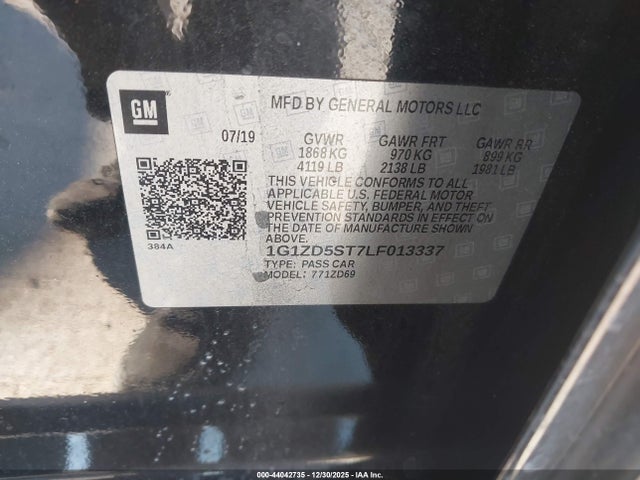 GM
MFD BY GENERAL MOTORS LLC
07/19 GVWR GAWR FRT GAWR RR
1868 KG 970 KG 899 KG
4119 LB 2138 LB 1981 LB
THIS VEHICLE CONFORMS TO ALL
APPLICABLE U.S. FEDERAL MOTOR
VEHICLE SAFETY, BUMPER, AND THEFT
PREVENTION STANDARDS IN EFFECT ON
THE DATE OF MANUFACTURE SHOWN
ABOVE.
384A
1G1ZD5ST7LF013337
TYPE: PASS CAR
MODEL: 771ZD69
000-44042735 - 12/30/2025 - IAA Inc.